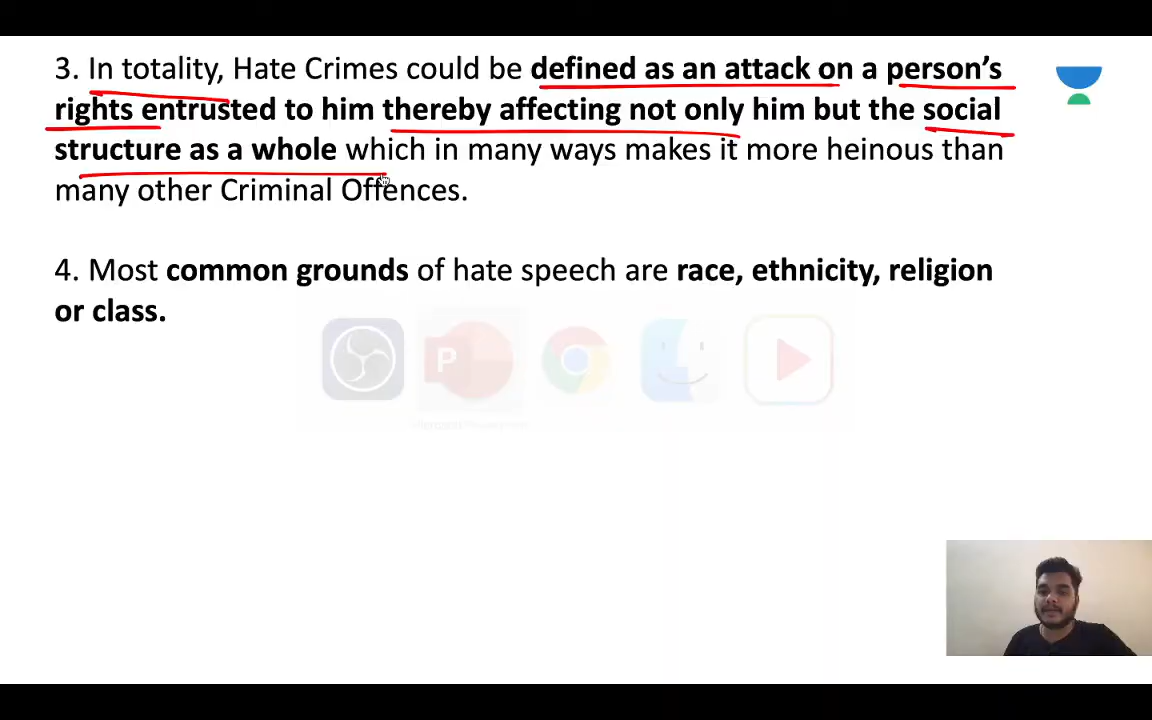 3. In totality, Hate Crimes could be defined as an attack on a person's
rights entrusted to him thereby affecting not only him but the social
structure as a whole which in many ways makes it more heinous than
many other Criminal Offences.
4. Most common grounds of hate speech are race, ethnicity, religion
or class.
P